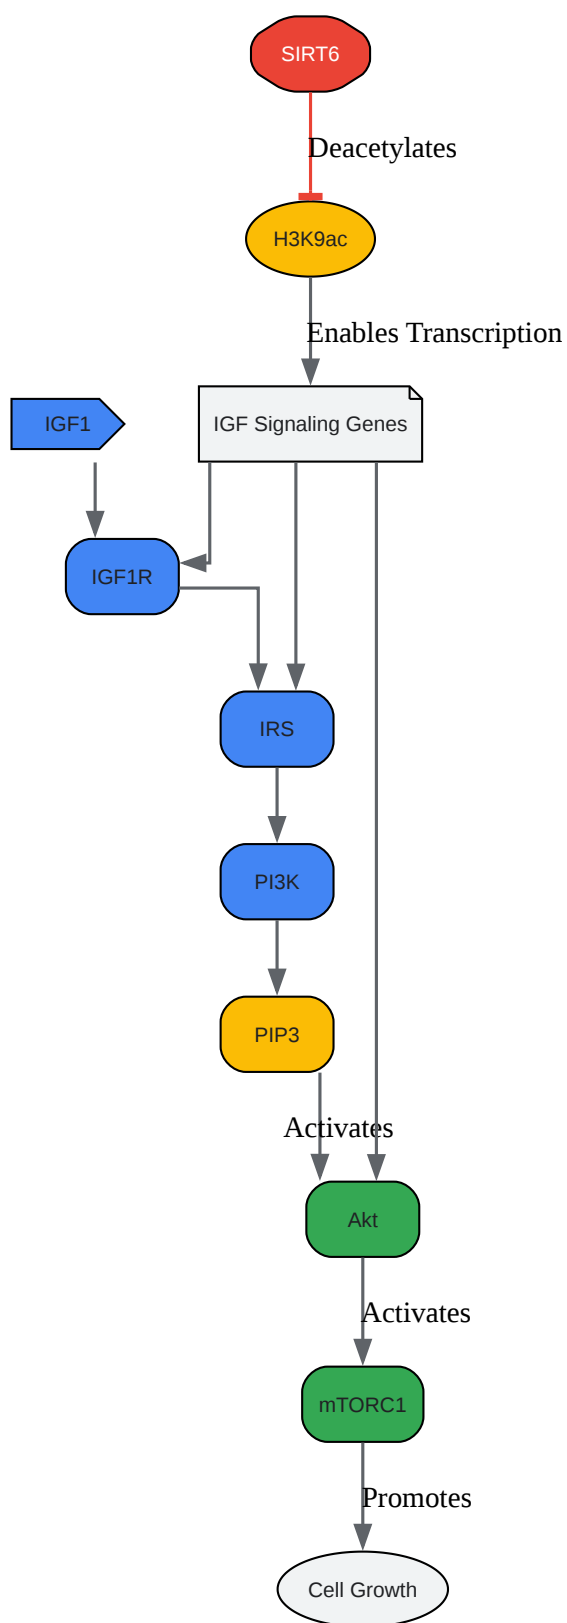 SIRT6
Deacetylates
H3K9ac
Enables Transcription
IGF1
IGF Signaling Genes
IGF1R
IRS
PI3K
PIP3
Activates
Akt
Activates
mTORC1
Promotes
Cell Growth